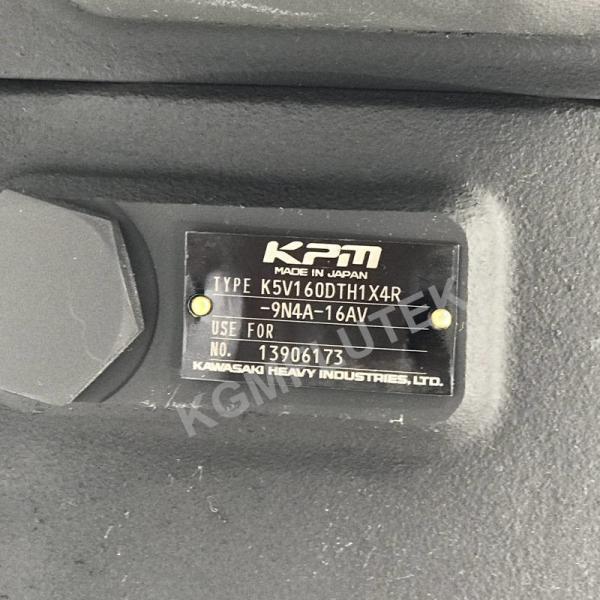 KPM
MADE IN JAPAN
TYPE K5V160DTH1X4R
-9N4A-16AV
USE FOR
NO. 13906173
KAWASAKI HEAVY INDUSTRIES, LTD.